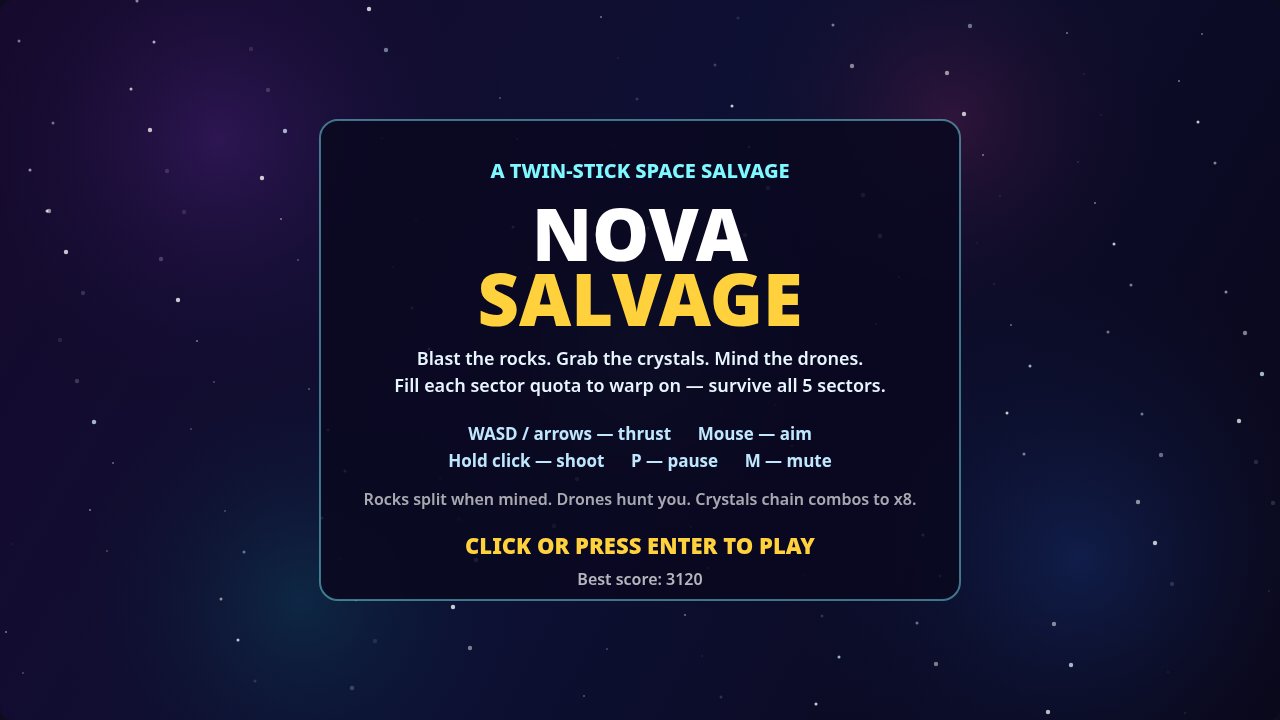 A TWIN-STICK SPACE SALVAGE
NOVA
SALVAGE
Blast the rocks. Grab the crystals. Mind the drones.
Fill each sector quota to warp on — survive all 5 sectors.
WASD / arrows — thrust Mouse — aim
Hold click — shoot P — pause M — mute
Rocks split when mined. Drones hunt you. Crystals chain combos to x8.
CLICK OR PRESS ENTER TO PLAY
Best score: 3120